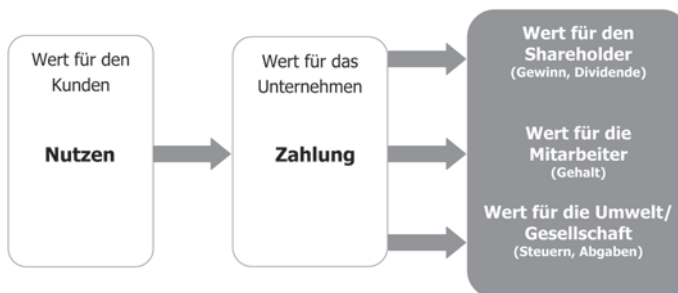 Wert für den
Kunden
Nutzen
Wert für das
Unternehmen
Zahlung
Wert für den
Shareholder
(Gewinn, Dividende)
Wert für die
Mitarbeiter
(Gehalt)
Wert für die Umwelt/
Gesellschaft
(Steuern, Abgaben)